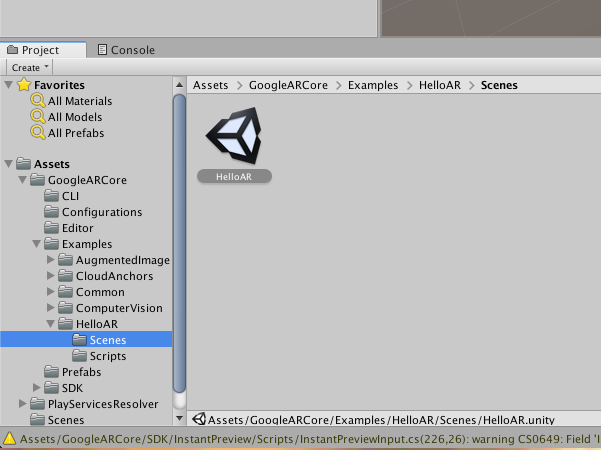 Project
Console
Create
Favorites
All Materials
All Models
All Prefabs
Assets
GoogleARCore
CLI
Configurations
Editor
Examples
AugmentedImage
CloudAnchors
Common
ComputerVision
HelloAR
Scenes
Scripts
Prefabs
SDK
PlayServicesResolver
Scenes
Assets > GoogleARCore > Examples > HelloAR > Scenes
HelloAR
Assets/GoogleARCore/Examples/HelloAR/Scenes/HelloAR.unity
Assets/GoogleARCore/SDK/InstantPreview/Scripts/InstantPreviewInput.cs(226,26): warning CS0649: Field 'I